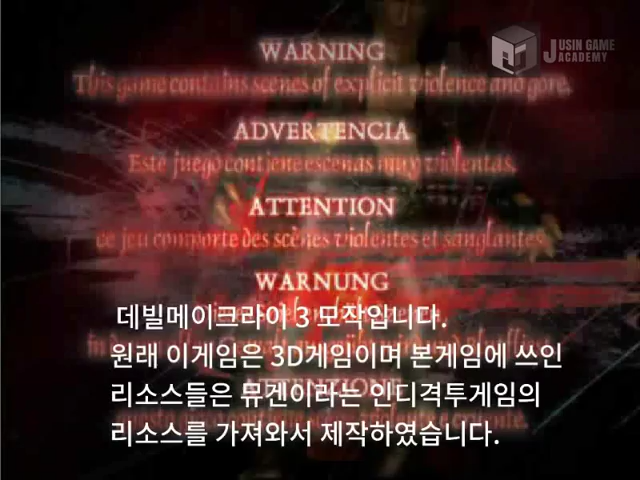 JUSIN GAME
ACADEMY
WARNING
This game contains scenes of explicit violence and gore.
ADVERTENCIA
Este juego contiene escenas muy violentas.
ATTENTION
ce jeu comporte des scènes violentes et sanglantes.
WARNUNG
데빌메이크라이 3 모작입니다.
원래 이게임은 3D게임이며 본게임에 쓰인
리소스들은 뮤겐이라는 인디격투게임의
리소스를 가져와서 제작하였습니다.